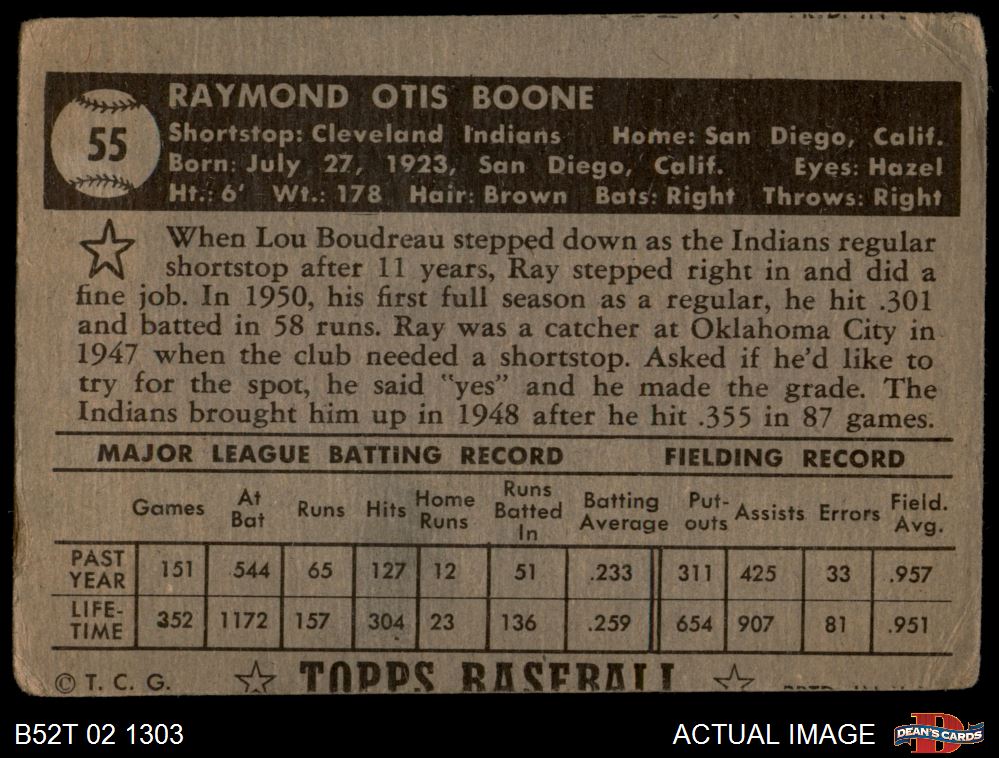 55
RAYMOND OTIS BOONE
Shortstop: Cleveland Indians Home: San Diego, Calif.
Born: July 27, 1923, San Diego, Calif. Eyes: Hazel
Ht.: 6' Wt.: 178 Hair: Brown Bats: Right Throws: Right
When Lou Boudreau stepped down as the Indians regular
shortstop after 11 years, Ray stepped right in and did a
fine job. In 1950, his first full season as a regular, he hit .301
and batted in 58 runs. Ray was a catcher at Oklahoma City in
1947 when the club needed a shortstop. Asked if he'd like to
try for the spot, he said "yes" and he made the grade. The
Indians brought him up in 1948 after he hit .355 in 87 games.
MAJOR LEAGUE BATTING RECORD FIELDING RECORD
Games At Bat Runs Hits Home Runs Runs Batted In Batting Average Put-outs Assists Errors Field. Avg.
PAST YEAR 151 544 65 127 12 51 .233 311 425 33 .957
LIFE-TIME 352 1172 157 304 23 136 .259 654 907 81 .951
© T. C. G. TOPPS BASEBALL
B52T 02 1303 ACTUAL IMAGE DEAN'S CARDS